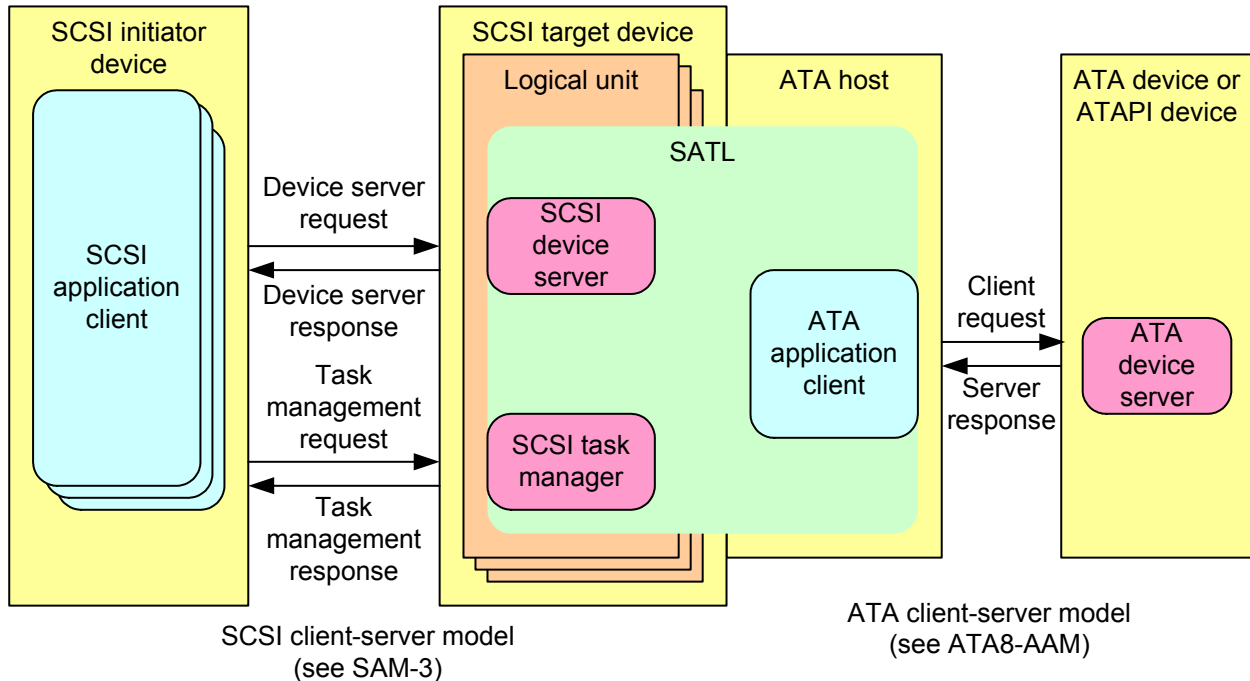 SCSI initiator
device
SCSI
application
client
Device server
request
Device server
response
Task
management
request
Task
management
response
SCSI target device
Logical unit
ATA host
SATL
SCSI
device
server
SCSI task
manager
ATA
application
client
Client
request
Server
response
ATA device or
ATAPI device
ATA
device
server
SCSI client-server model
(see SAM-3)
ATA client-server model
(see ATA8-AAM)